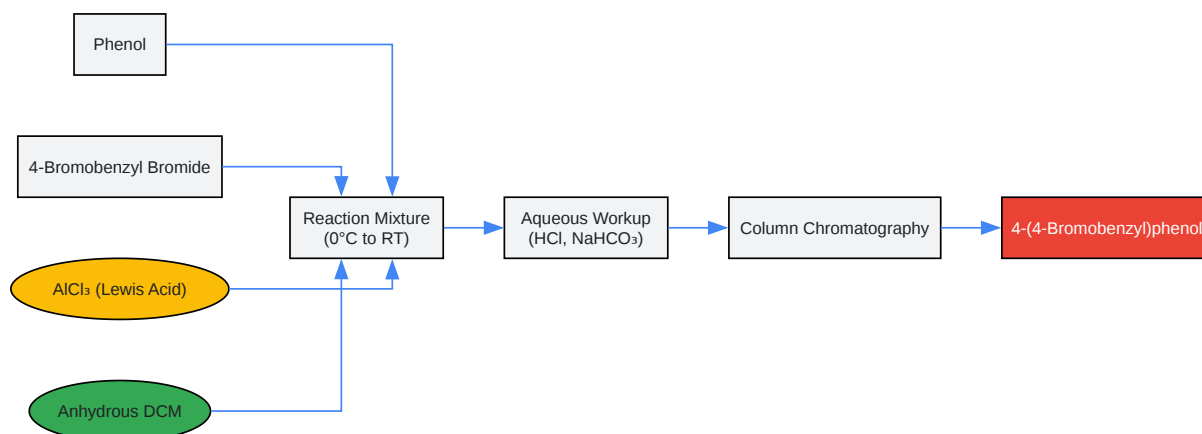 Phenol
4-Bromobenzyl Bromide
Reaction Mixture
(0°C to RT)
Aqueous Workup
(HCl, NaHCO₃)
Column Chromatography
4-(4-Bromobenzyl)phenol
AlCl₃ (Lewis Acid)
Anhydrous DCM